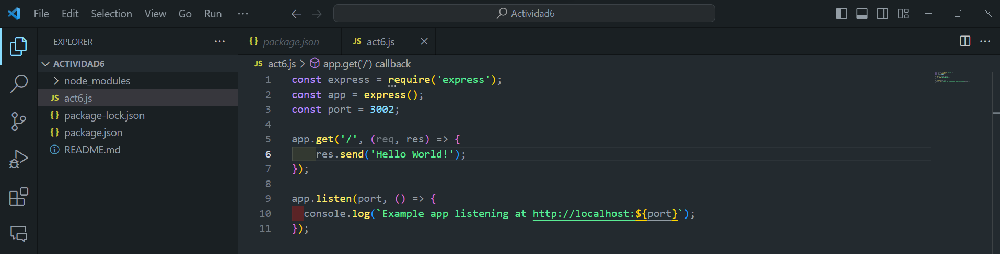 File Edit Selection View Go Run ··· Actividad6
EXPLORER ···
ACTIVIDAD6
node_modules
JS act6.js
{} package-lock.json
{} package.json
README.md
{} package.json JS act6.js ···
JS act6.js > app.get('/') callback
1 const express = require('express');
2 const app = express();
3 const port = 3002;
4
5 app.get('/', (req, res) => {
6     res.send('Hello World!');
7 });
8
9 app.listen(port, () => {
10   console.log(`Example app listening at http://localhost:${port}`);
11 });